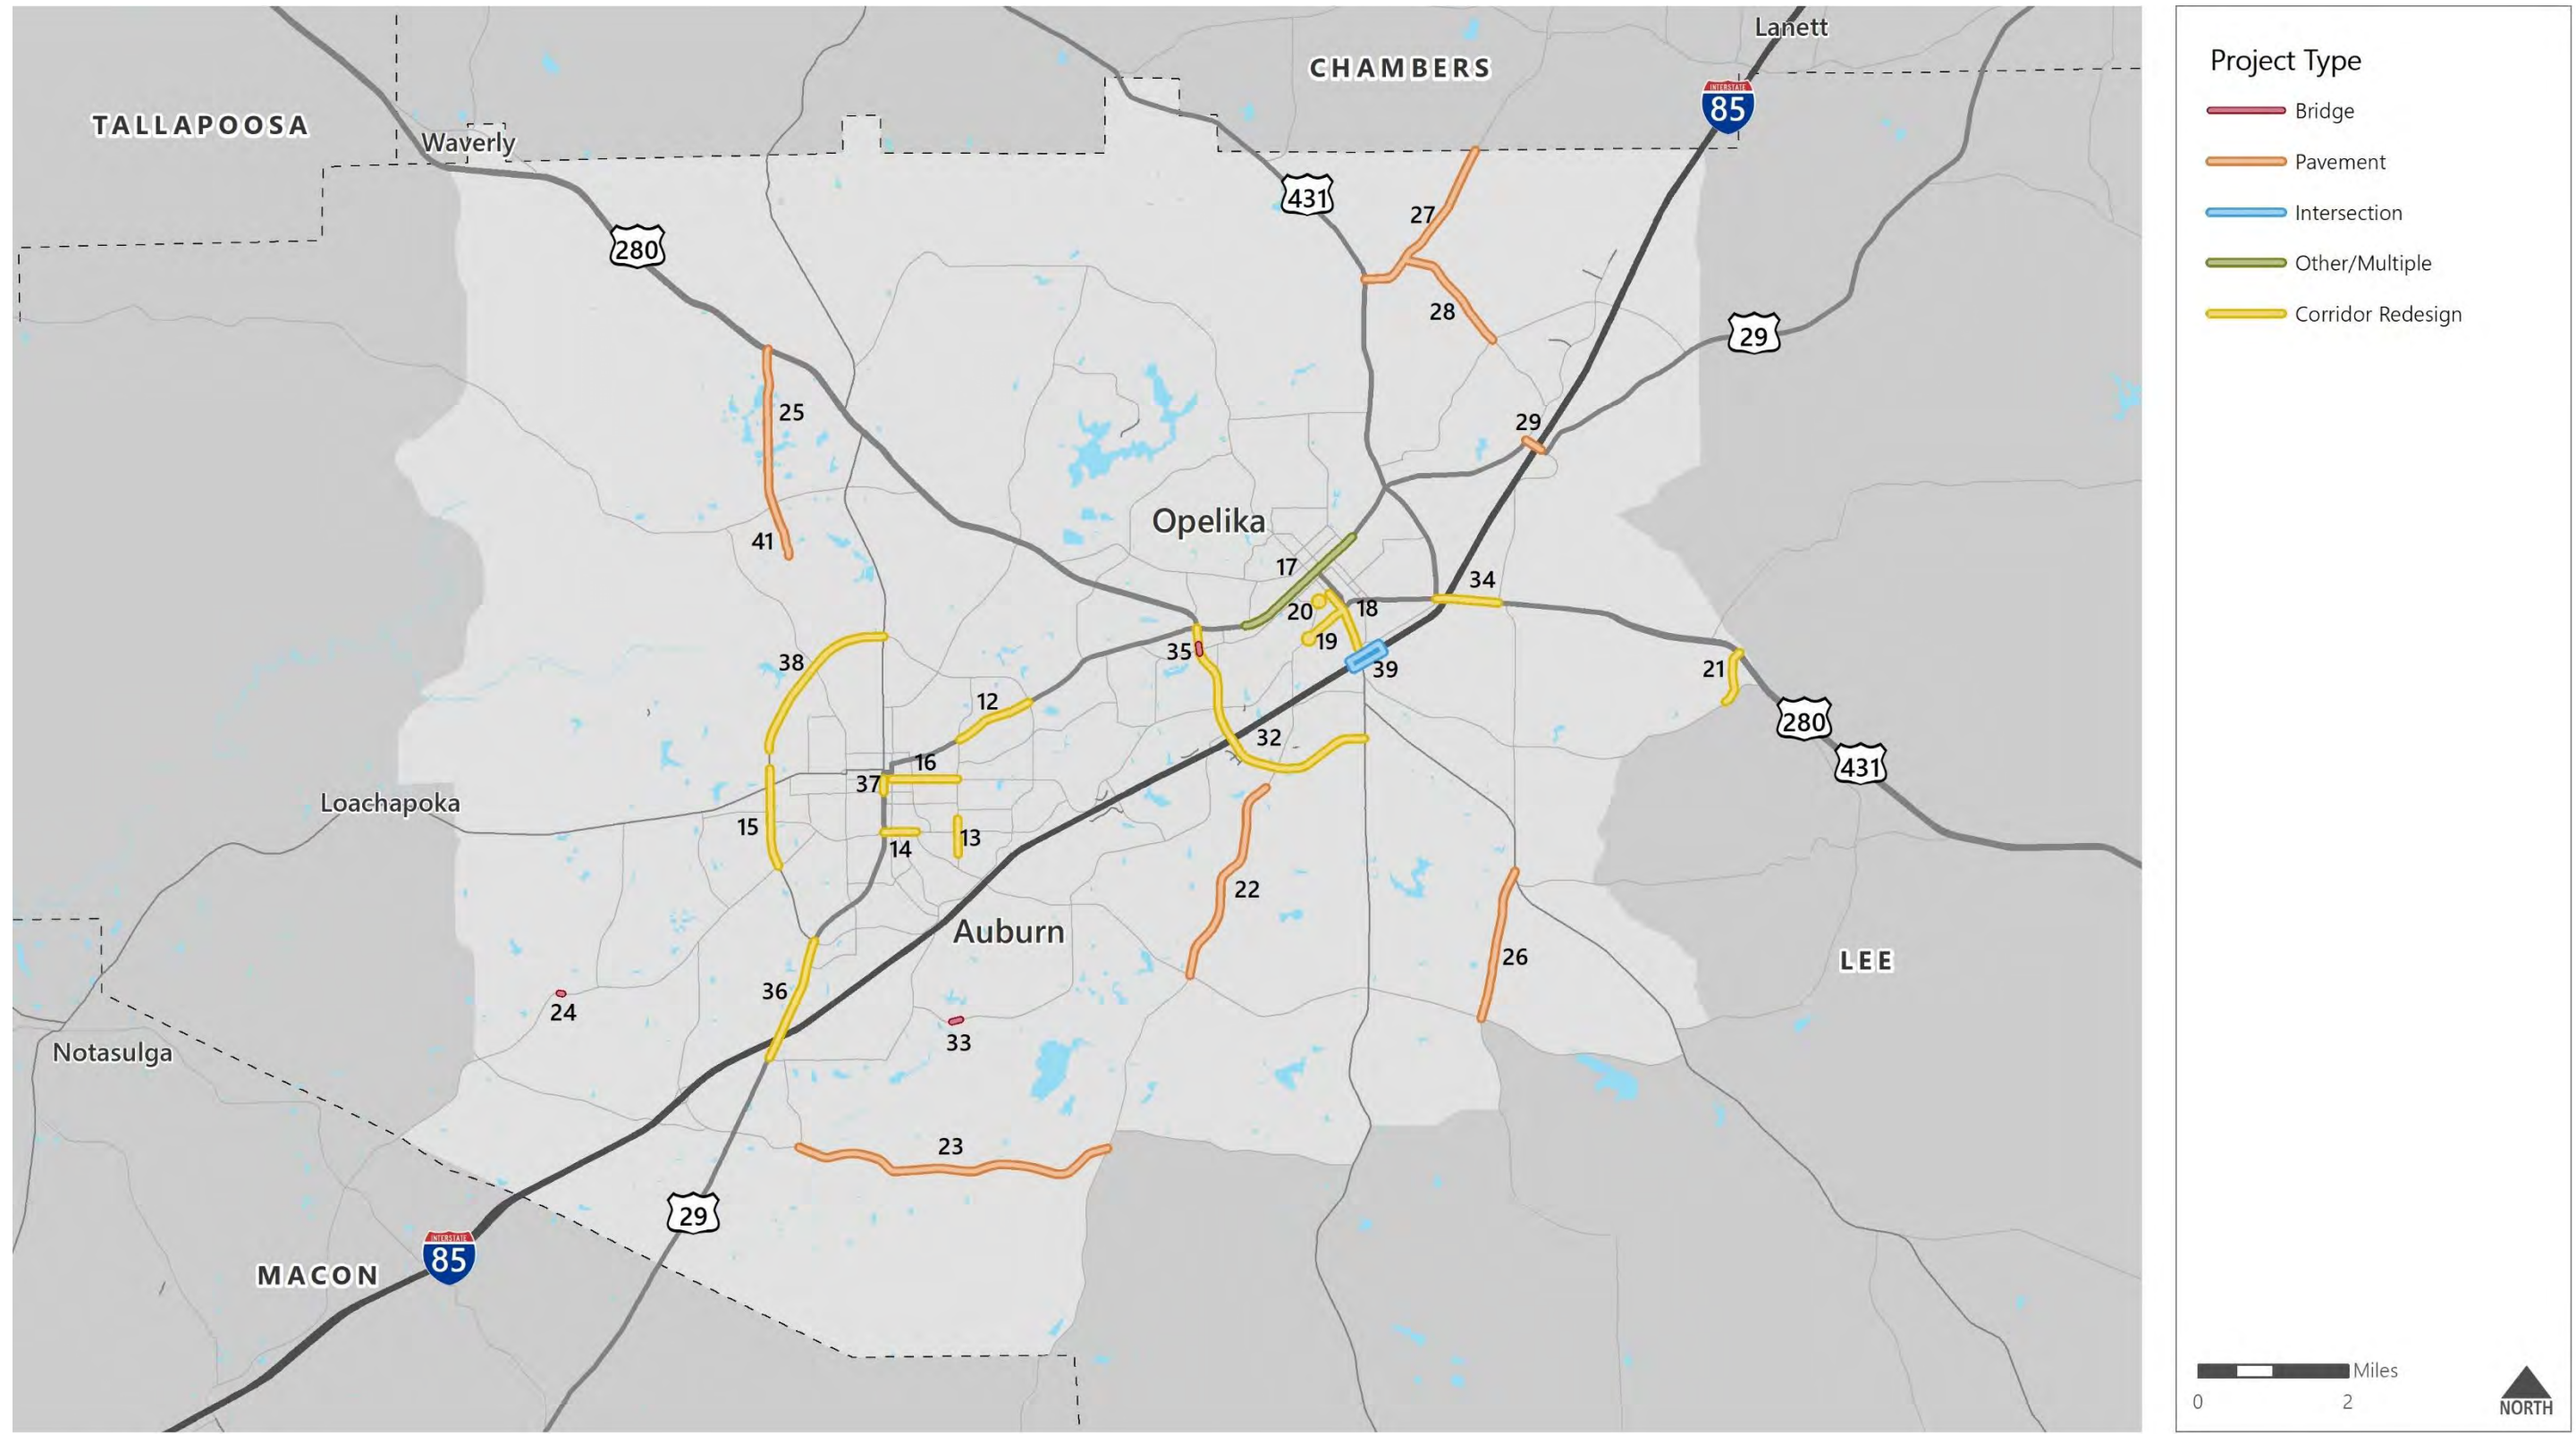 Lanett
CHAMBERS
INTERSTATE
85
TALLAPOOSA
Waverly
431
27
280
28
29
25
29
41
Opelika
17
34
20
18
19
35
39
38
21
12
280
32
431
16
37
Loachapoka
15
13
14
22
Auburn
26
LEE
36
24
33
Notasulga
23
29
INTERSTATE
85
MACON
Project Type
Bridge
Pavement
Intersection
Other/Multiple
Corridor Redesign
Miles
0 2
NORTH